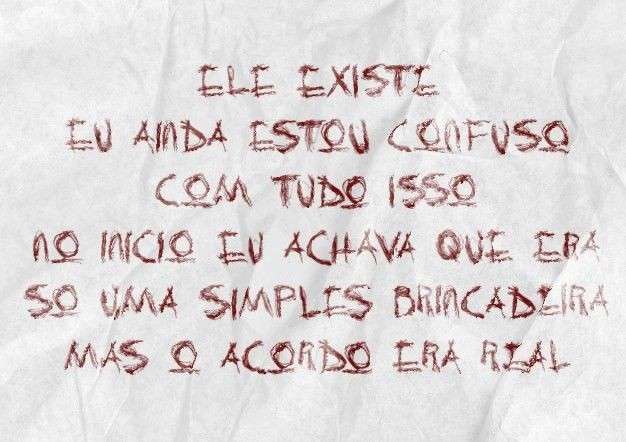 ELE EXISTE
EU AINDA ESTOU CONFUSO
COM TUDO ISSO
NO INICIO EU ACHAVA QUE ERA
SO UMA SIMPLES BRINCADEIRA
MAS O ACORDO ERA REAL